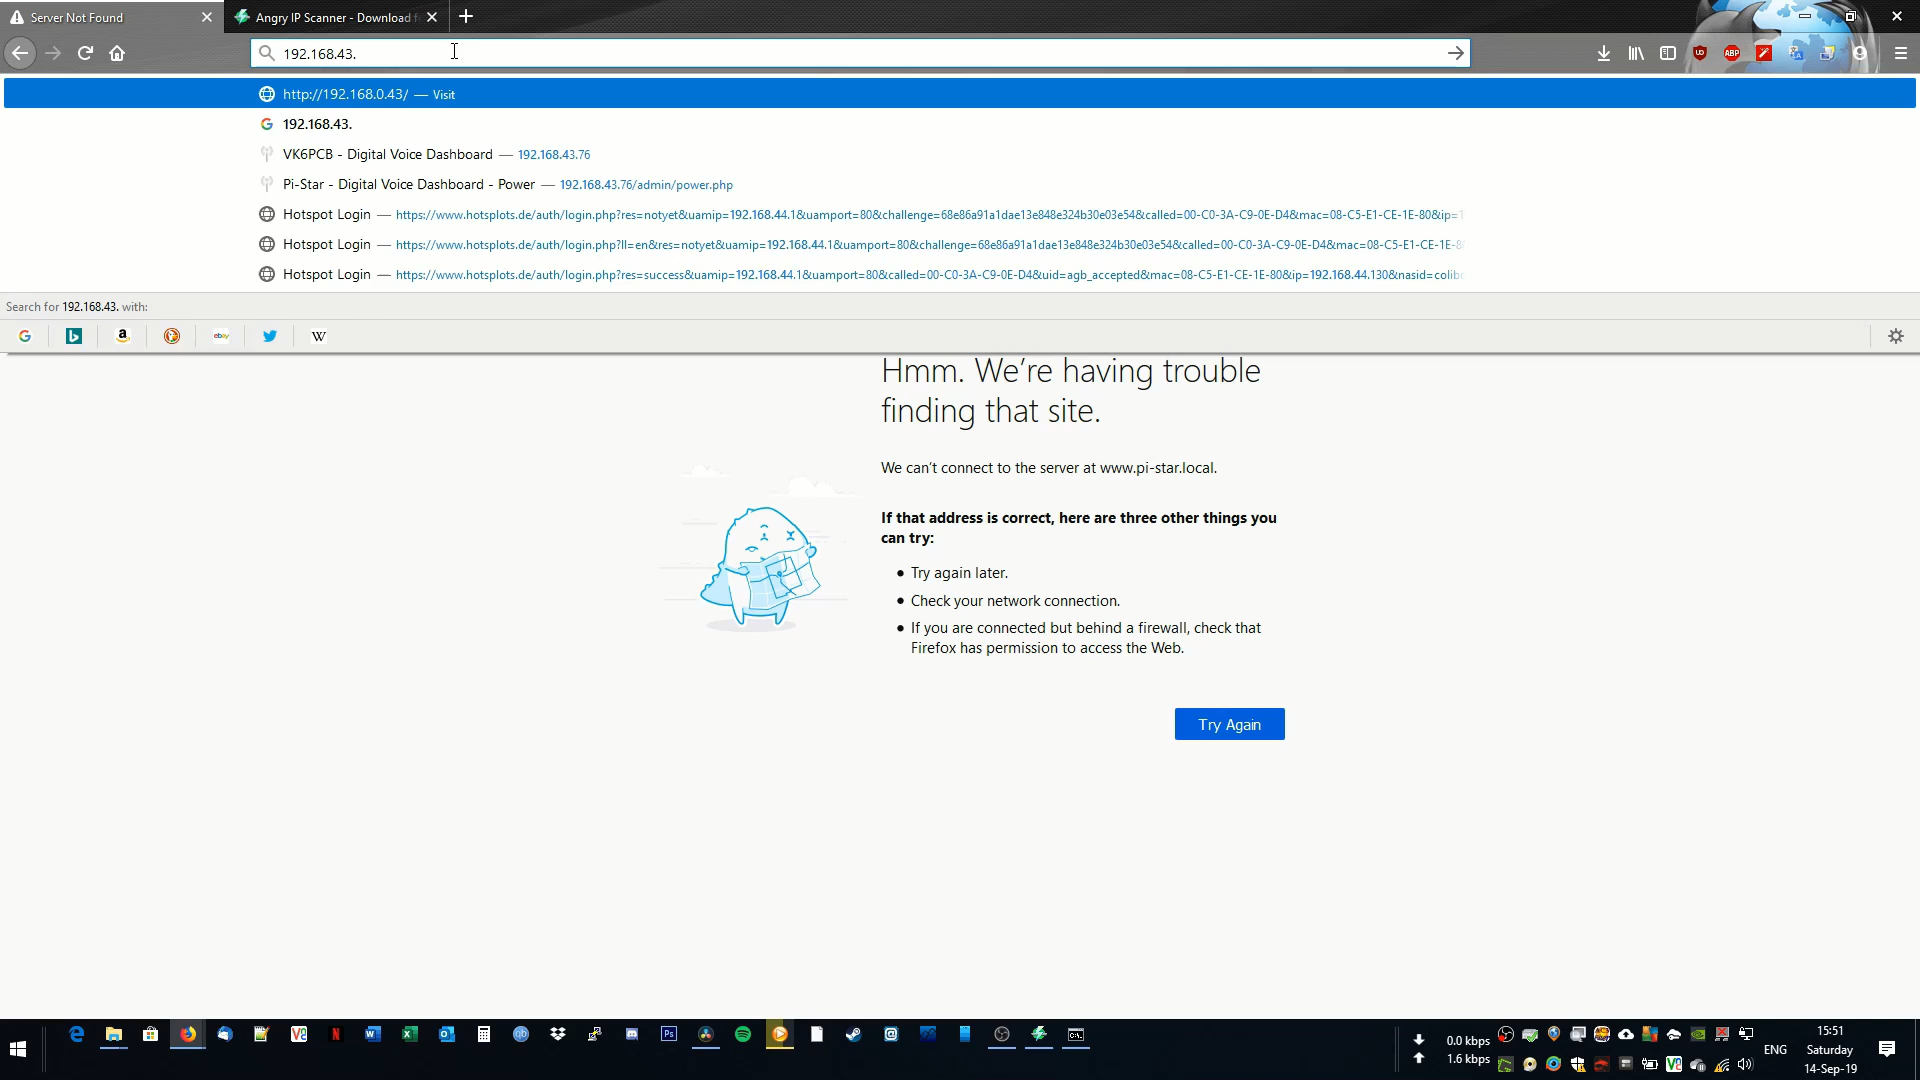 Server Not Found
Angry IP Scanner - Download f
192.168.43.
http://192.168.0.43/ — Visit
192.168.43.
VK6PCB - Digital Voice Dashboard — 192.168.43.76
Pi-Star - Digital Voice Dashboard - Power — 192.168.43.76/admin/power.php
Hotspot Login — https://www.hotsplots.de/auth/login.php?res=notyet&uamip=192.168.44.1&uamport=80&challenge=68e86a91a1dae13e848e324b30e03e54&called=00-C0-3A-C9-0E-D4&mac=08-C5-E1-CE-1E-80&ip=1
Hotspot Login — https://www.hotsplots.de/auth/login.php?ll=en&res=notyet&uamip=192.168.44.1&uamport=80&challenge=68e86a91a1dae13e848e324b30e03e54&called=00-C0-3A-C9-0E-D4&mac=08-C5-E1-CE-1E-8
Hotspot Login — https://www.hotsplots.de/auth/login.php?res=success&uamip=192.168.44.1&uamport=80&called=00-C0-3A-C9-0E-D4&uid=agb_accepted&mac=08-C5-E1-CE-1E-80&ip=192.168.44.130&nasid=colib
Search for 192.168.43. with:
Hmm. We're having trouble
finding that site.
We can't connect to the server at www.pi-star.local.
If that address is correct, here are three other things you
can try:
Try again later.
Check your network connection.
If you are connected but behind a firewall, check that
Firefox has permission to access the Web.
Try Again
0.0 kbps
1.6 kbps
ENG
15:51
Saturday
14-Sep-19